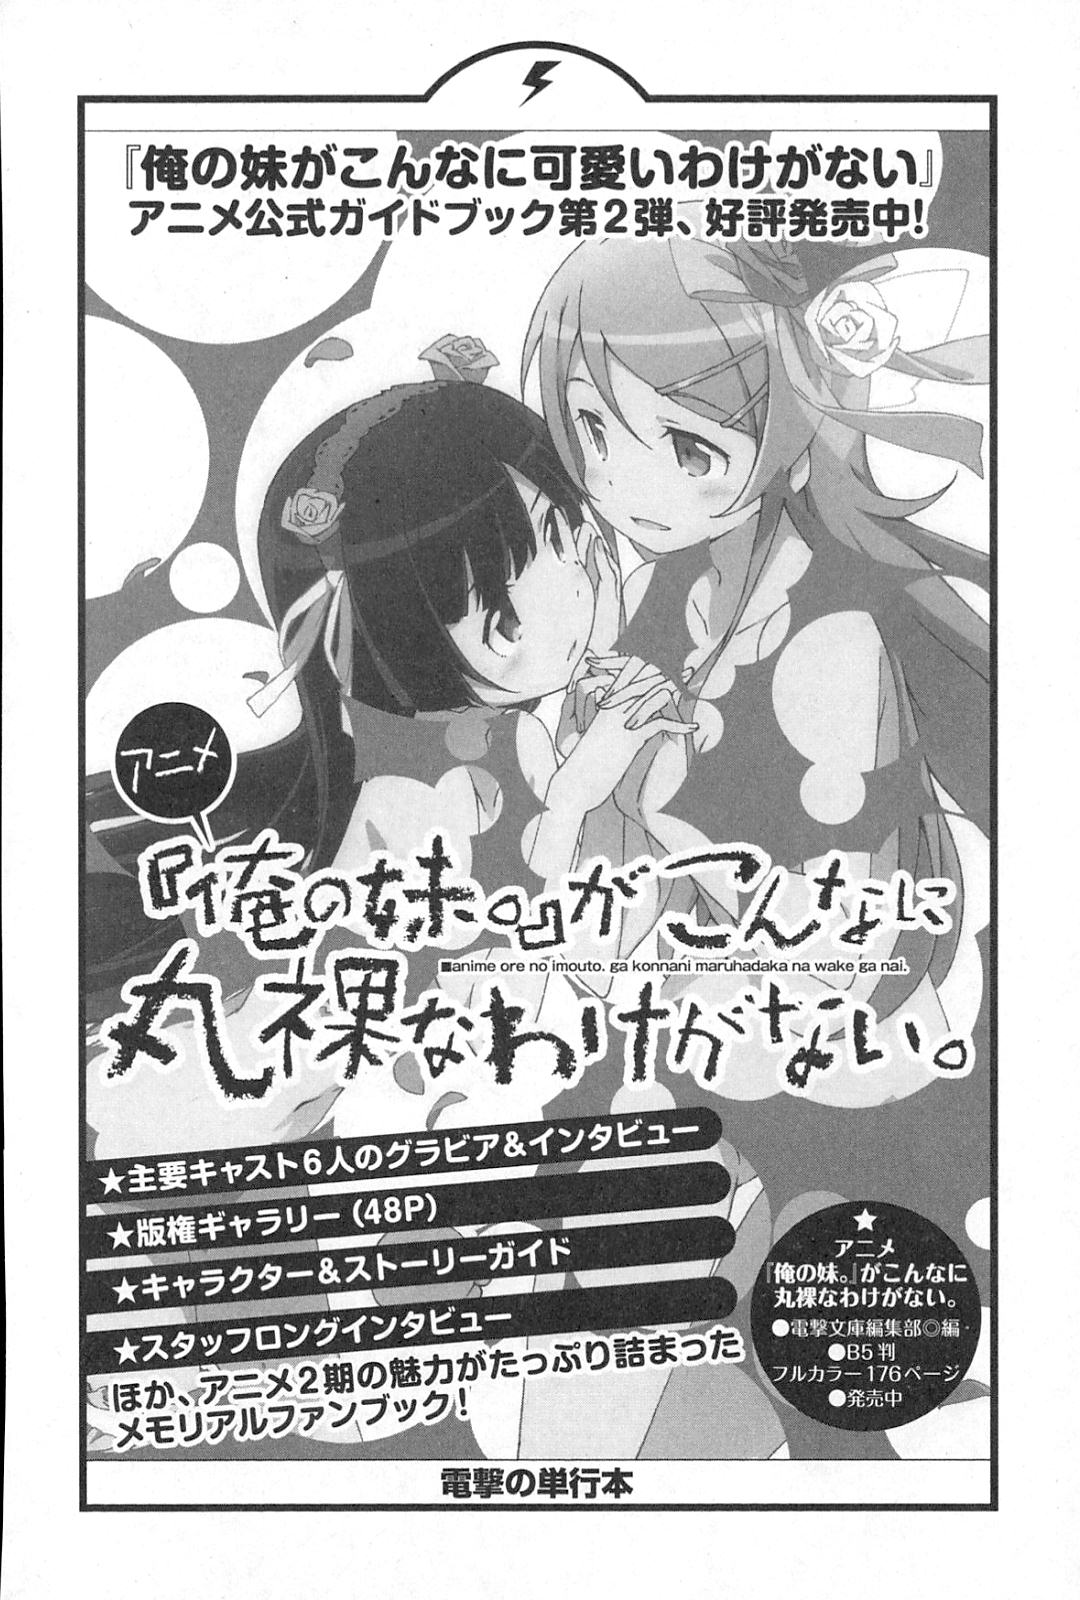 『俺の妹がこんなに可愛いわけがない』
アニメ公式ガイドブック第2弾、好評発売中!
アニメ
『俺の妹。』がこんなに
■anime ore no imouto. ga konnani maruhadaka na wake ga nai.
丸裸なわけがない。
★主要キャスト6人のグラビア&インタビュー
★版権ギャラリー(48P)
★キャラクター&ストーリーガイド
★スタッフロングインタビュー
ほか、アニメ2期の魅力がたっぷり詰まった
メモリアルファンブック!
★
アニメ
『俺の妹。』がこんなに
丸裸なわけがない。
●電撃文庫編集部◎編
●B5判
フルカラー176ページ
●発売中
電撃の単行本